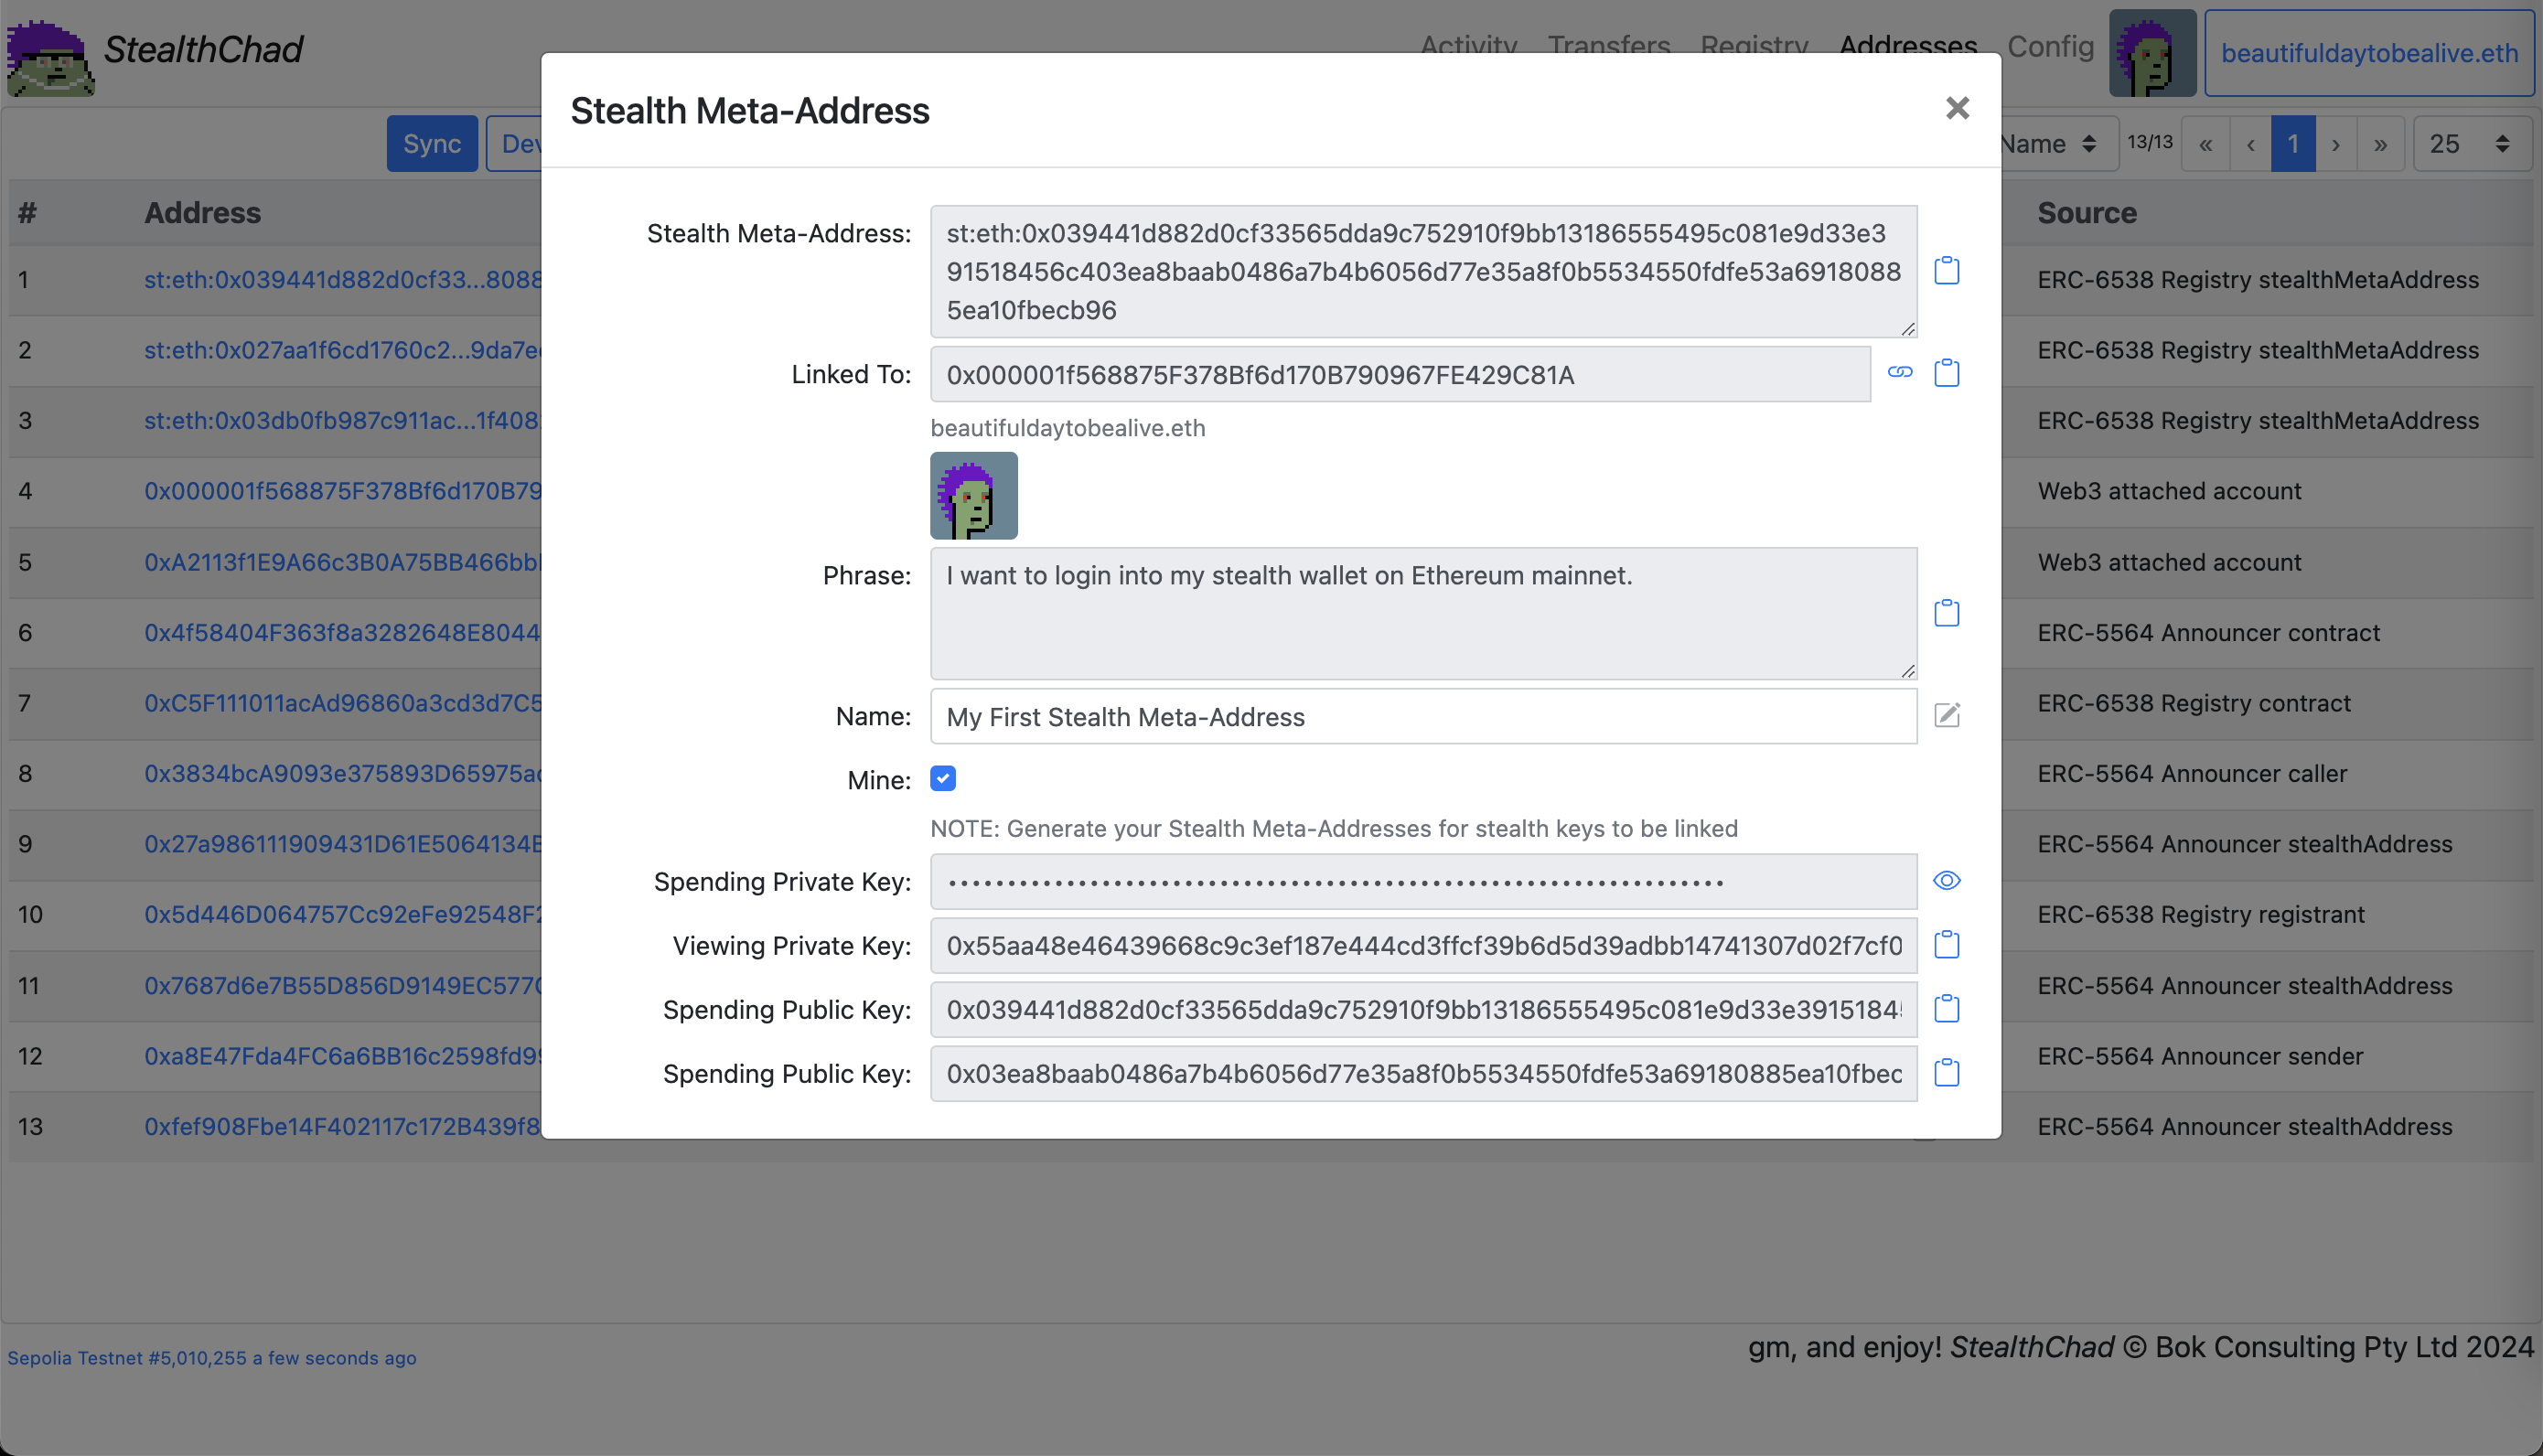 StealthChad
Activity Transfers Registry Addresses Config
beautifuldaytobealive.eth
Sync
Dev
Name
13/13
«
‹
1
›
»
25
# Address Source
1 st:eth:0x039441d882d0cf33...8088 ERC-6538 Registry stealthMetaAddress
2 st:eth:0x027aa1f6cd1760c2...9da7e ERC-6538 Registry stealthMetaAddress
3 st:eth:0x03db0fb987c911ac...1f408 ERC-6538 Registry stealthMetaAddress
4 0x000001f568875F378Bf6d170B79 Web3 attached account
5 0xA2113f1E9A66c3B0A75BB466bb Web3 attached account
6 0x4f58404F363f8a3282648E8044 ERC-5564 Announcer contract
7 0xC5F111011acAd96860a3cd3d7C5 ERC-6538 Registry contract
8 0x3834bcA9093e375893D65975a ERC-5564 Announcer caller
9 0x27a986111909431D61E5064134 ERC-5564 Announcer stealthAddress
10 0x5d446D064757Cc92eFe92548F2 ERC-6538 Registry registrant
11 0x7687d6e7B55D856D9149EC577 ERC-5564 Announcer stealthAddress
12 0xa8E47Fda4FC6a6BB16c2598fd9 ERC-5564 Announcer sender
13 0xfef908Fbe14F402117c172B439f8 ERC-5564 Announcer stealthAddress
Stealth Meta-Address
×
Stealth Meta-Address:
st:eth:0x039441d882d0cf33565dda9c752910f9bb13186555495c081e9d33e3
91518456c403ea8baab0486a7b4b6056d77e35a8f0b5534550fdfe53a6918088
5ea10fbecb96
Linked To: 0x000001f568875F378Bf6d170B790967FE429C81A
beautifuldaytobealive.eth
Phrase: I want to login into my stealth wallet on Ethereum mainnet.
Name: My First Stealth Meta-Address
Mine:
NOTE: Generate your Stealth Meta-Addresses for stealth keys to be linked
Spending Private Key:
Viewing Private Key: 0x55aa48e46439668c9c3ef187e444cd3ffcf39b6d5d39adbb14741307d02f7cf0
Spending Public Key: 0x039441d882d0cf33565dda9c752910f9bb13186555495c081e9d33e3915184
Spending Public Key: 0x03ea8baab0486a7b4b6056d77e35a8f0b5534550fdfe53a69180885ea10fbec
Sepolia Testnet #5,010,255 a few seconds ago
gm, and enjoy! StealthChad © Bok Consulting Pty Ltd 2024